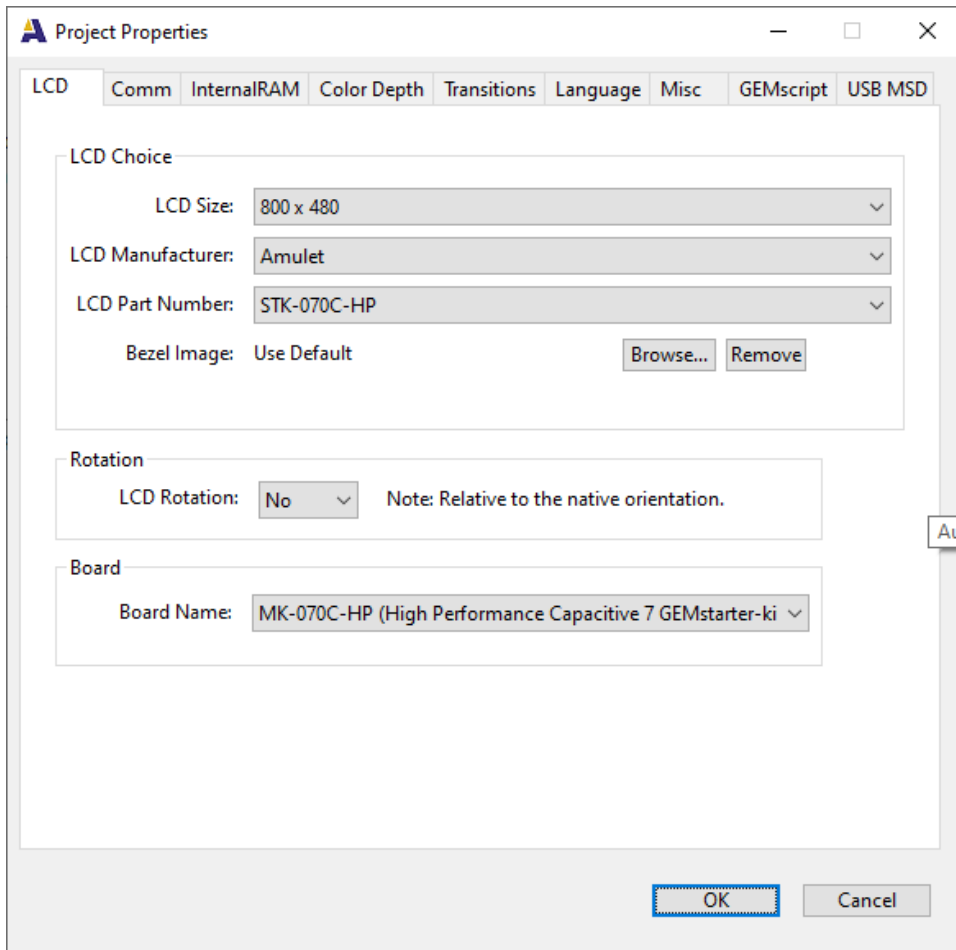 Project Properties
LCD Comm InternalRAM Color Depth Transitions Language Misc GEMscript USB MSD
LCD Choice
LCD Size: 800 x 480
LCD Manufacturer: Amulet
LCD Part Number: STK-070C-HP
Bezel Image: Use Default Browse... Remove
Rotation
LCD Rotation: No Note: Relative to the native orientation.
Board
Board Name: MK-070C-HP (High Performance Capacitive 7 GEMstarter-ki
OK Cancel